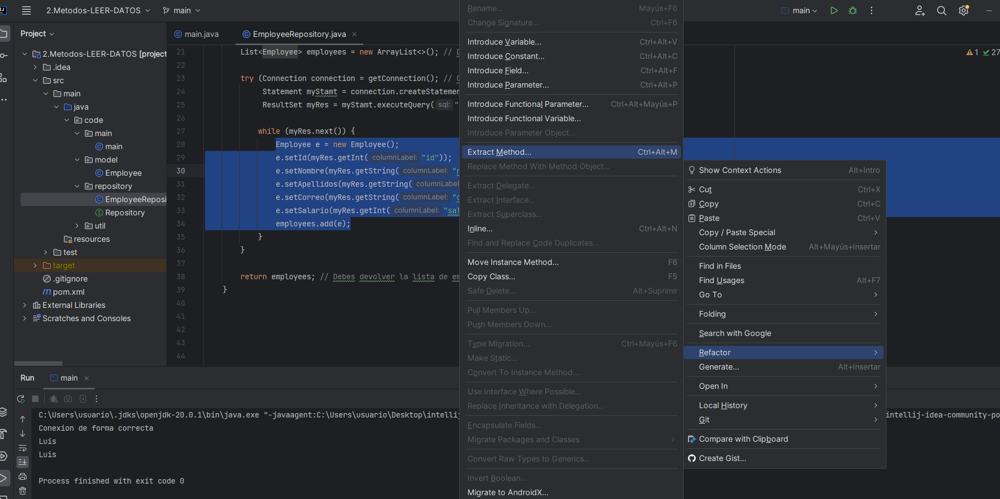 2.Metodos-LEER-DATOS
main
main
Project
2.Metodos-LEER-DATOS [project
.idea
src
main
java
code
main
main
model
Employee
repository
EmployeeReposi
Repository
util
resources
test
target
.gitignore
pom.xml
External Libraries
Scratches and Consoles
main.java
EmployeeRepository.java
1 27
21 List<Employee> employees = new ArrayList<>(); //
22
23 try (Connection connection = getConnection(); //
24 Statement myStamt = connection.createStatemen
25 ResultSet myRes = myStamt.executeQuery( sql: "
26
27 while (myRes.next()) {
28 Employee e = new Employee();
29 e.setId(myRes.getInt( columnLabel: "id"));
30 e.setNombre(myRes.getString( columnLabel: "n
31 e.setApellidos(myRes.getString( columnLabel:
32 e.setCorreo(myRes.getString( columnLabel: "c
33 e.setSalario(myRes.getInt( columnLabel: "sal
34 employees.add(e);
35 }
36 }
37
38 return employees; // Debes devolver la lista de em
39 }
40
41
42
43
44
Rename... Mayús+F6
Change Signature... Ctrl+F6
Introduce Variable... Ctrl+Alt+V
Introduce Constant... Ctrl+Alt+C
Introduce Field... Ctrl+Alt+F
Introduce Parameter... Ctrl+Alt+P
Introduce Functional Parameter... Ctrl+Alt+Mayús+P
Introduce Functional Variable...
Introduce Parameter Object...
Extract Method... Ctrl+Alt+M
Replace Method With Method Object...
Extract Delegate...
Extract Interface...
Extract Superclass...
Inline... Ctrl+Alt+N
Find and Replace Code Duplicates...
Move Instance Method... F6
Copy Class... F5
Safe Delete... Alt+Suprimir
Pull Members Up...
Push Members Down...
Type Migration... Ctrl+Mayús+F6
Make Static...
Convert To Instance Method...
Use Interface Where Possible...
Replace Inheritance with Delegation...
Encapsulate Fields...
Migrate Packages and Classes
Convert Raw Types to Generics...
Invert Boolean...
Migrate to AndroidX...
Show Context Actions Alt+Intro
Cut Ctrl+X
Copy Ctrl+C
Paste Ctrl+V
Copy / Paste Special
Column Selection Mode Alt+Mayús+Insertar
Find in Files
Find Usages Alt+F7
Go To
Folding
Search with Google
Refactor
Generate... Alt+Insertar
Open In
Local History
Git
Compare with Clipboard
Create Gist...
Run main
C:\Users\usuario\.jdks\openjdk-20.0.1\bin\java.exe "-javaagent:C:\Users\usuario\Desktop\intellij intellij-idea-community-po
Conexion de forma correcta
Luis
Luis
Process finished with exit code 0